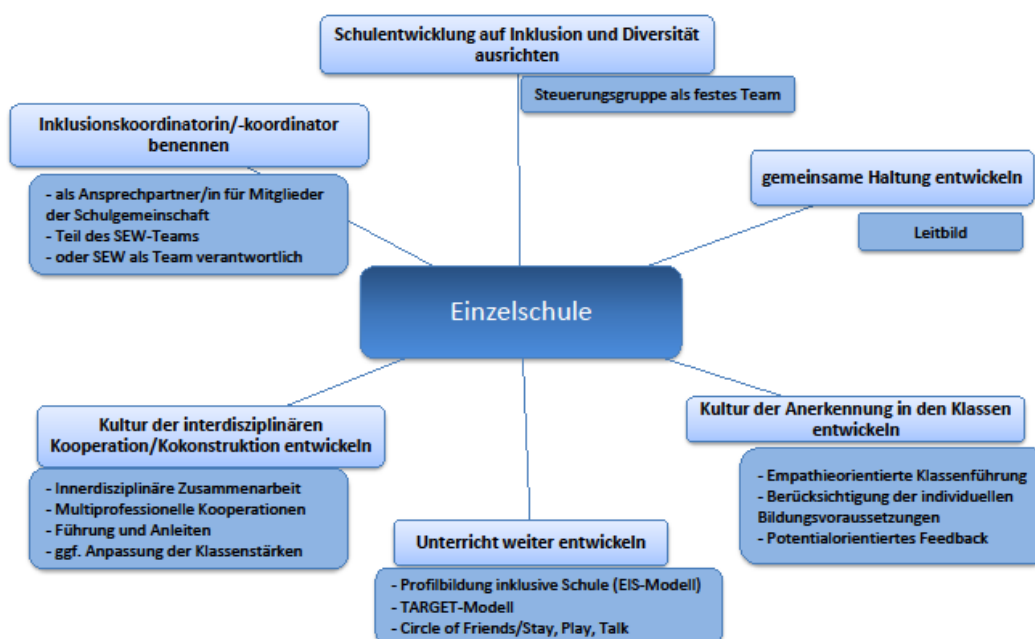 Schulentwicklung auf Inklusion und Diversität
ausrichten
Steuerungsgruppe als festes Team
Inklusionskoordinatorin/-koordinator
benennen
- als Ansprechpartner/in für Mitglieder
der Schulgemeinschaft
- Teil des SEW-Teams
- oder SEW als Team verantwortlich
gemeinsame Haltung entwickeln
Leitbild
Einzelschule
Kultur der interdisziplinären
Kooperation/Kokonstruktion entwickeln
- Innerdisziplinäre Zusammenarbeit
- Multiprofessionelle Kooperationen
- Führung und Anleiten
- ggf. Anpassung der Klassenstärken
Unterricht weiter entwickeln
- Profilbildung inklusive Schule (EIS-Modell)
- TARGET-Modell
- Circle of Friends/Stay, Play, Talk
Kultur der Anerkennung in den Klassen
entwickeln
- Empathieorientierte Klassenführung
- Berücksichtigung der individuellen
Bildungsvoraussetzungen
- Potentialorientiertes Feedback